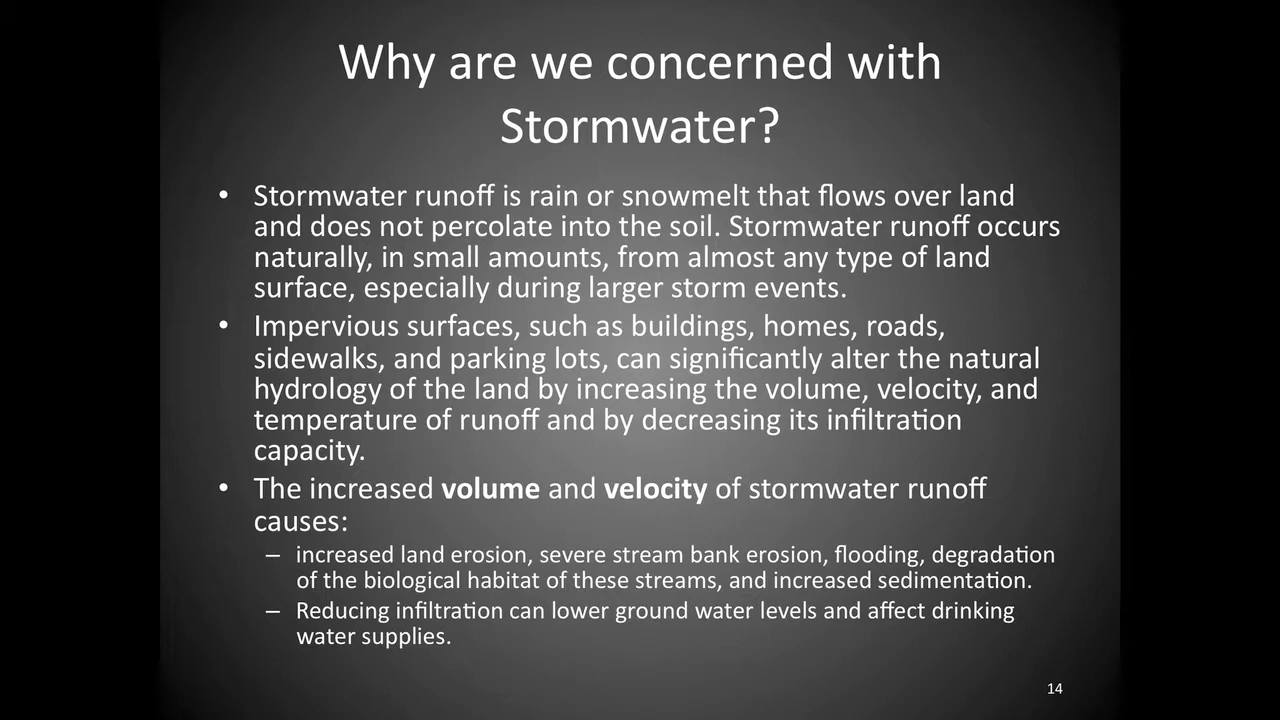 Why are we concerned with
Stormwater?
• Stormwater runoff is rain or snowmelt that flows over land
and does not percolate into the soil. Stormwater runoff occurs
naturally, in small amounts, from almost any type of land
surface, especially during larger storm events.
• Impervious surfaces, such as buildings, homes, roads,
sidewalks, and parking lots, can significantly alter the natural
hydrology of the land by increasing the volume, velocity, and
temperature of runoff and by decreasing its infiltration
capacity.
• The increased volume and velocity of stormwater runoff
causes:
– increased land erosion, severe stream bank erosion, flooding, degradation
of the biological habitat of these streams, and increased sedimentation.
– Reducing infiltration can lower ground water levels and affect drinking
water supplies.
14